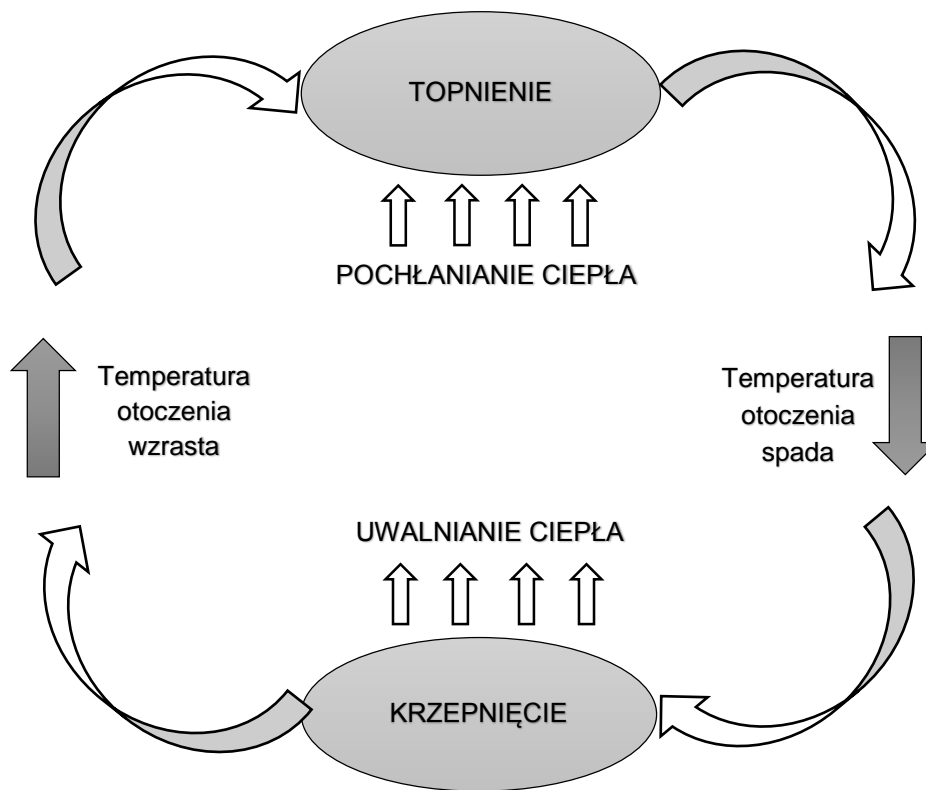 TOPNIENIE
POCHŁANIANIE CIEPŁA
Temperatura
otoczenia
wzrasta
Temperatura
otoczenia
spada
UWALNIANIE CIEPŁA
KRZEPNIĘCIE